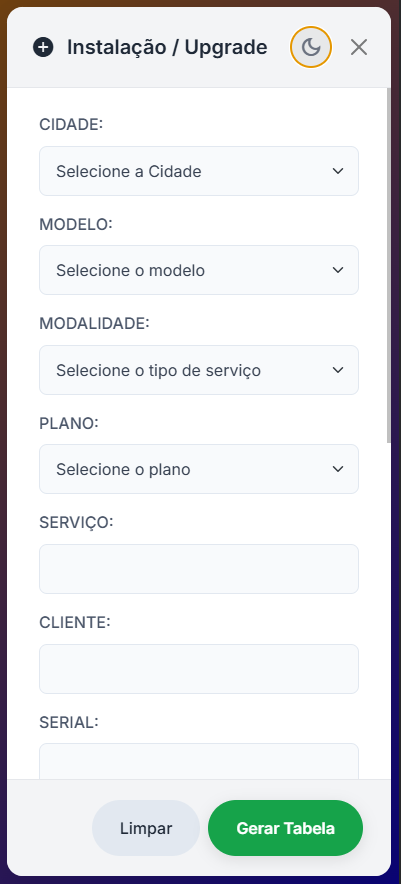 Instalação / Upgrade
CIDADE:
Selecione a Cidade
MODELO:
Selecione o modelo
MODALIDADE:
Selecione o tipo de serviço
PLANO:
Selecione o plano
SERVIÇO:
CLIENTE:
SERIAL:
Limpar
Gerar Tabela